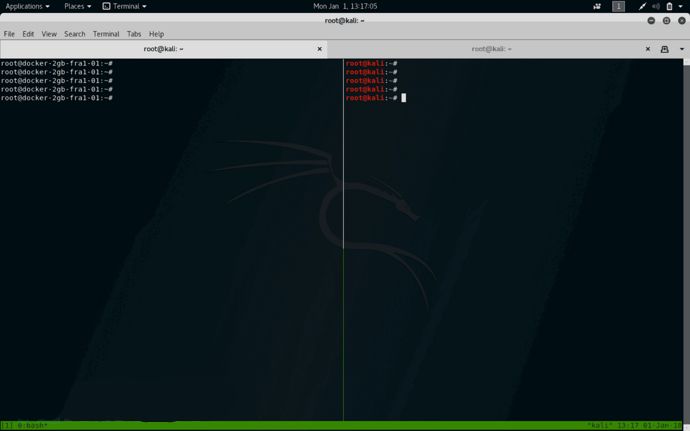 Applications Places Terminal Mon Jan 1, 13:17:05 1
root@kali: ~
File Edit View Search Terminal Tabs Help
root@kali: ~ root@kali: ~
root@docker-2gb-fra1-01:~#
root@docker-2gb-fra1-01:~#
root@docker-2gb-fra1-01:~#
root@docker-2gb-fra1-01:~#
root@docker-2gb-fra1-01:~#
root@kali:~#
root@kali:~#
root@kali:~#
root@kali:~#
root@kali:~#
[1] 0:bash* "kali" 13:17 01-Jan-18